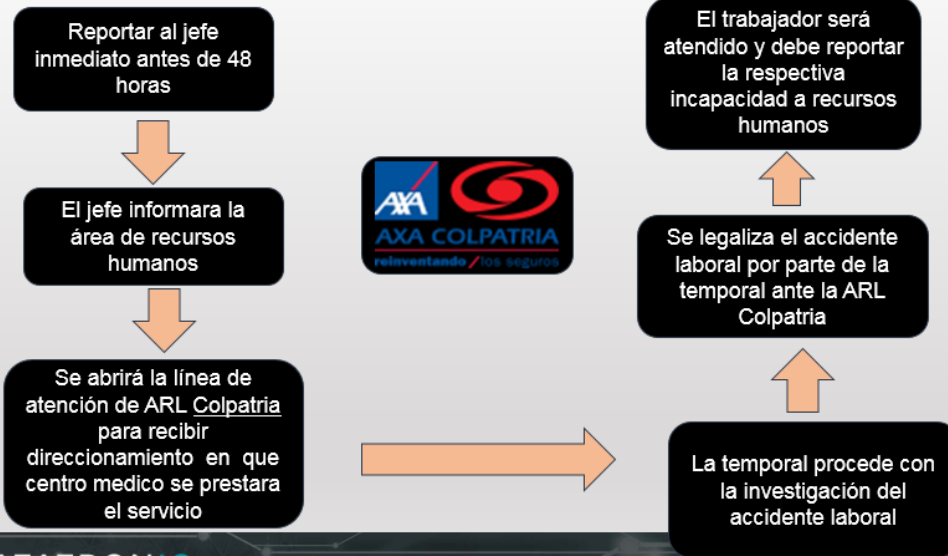 Reportar al jefe
inmediato antes de 48
horas
El jefe informara la
área de recursos
humanos
Se abrirá la línea de
atención de ARL Colpatria
para recibir
direccionamiento en que
centro medico se prestara
el servicio
AXA
AXA COLPATRIA
reinventando / los seguros
La temporal procede con
la investigación del
accidente laboral
Se legaliza el accidente
laboral por parte de la
temporal ante la ARL
Colpatria
El trabajador será
atendido y debe reportar
la respectiva
incapacidad a recursos
humanos